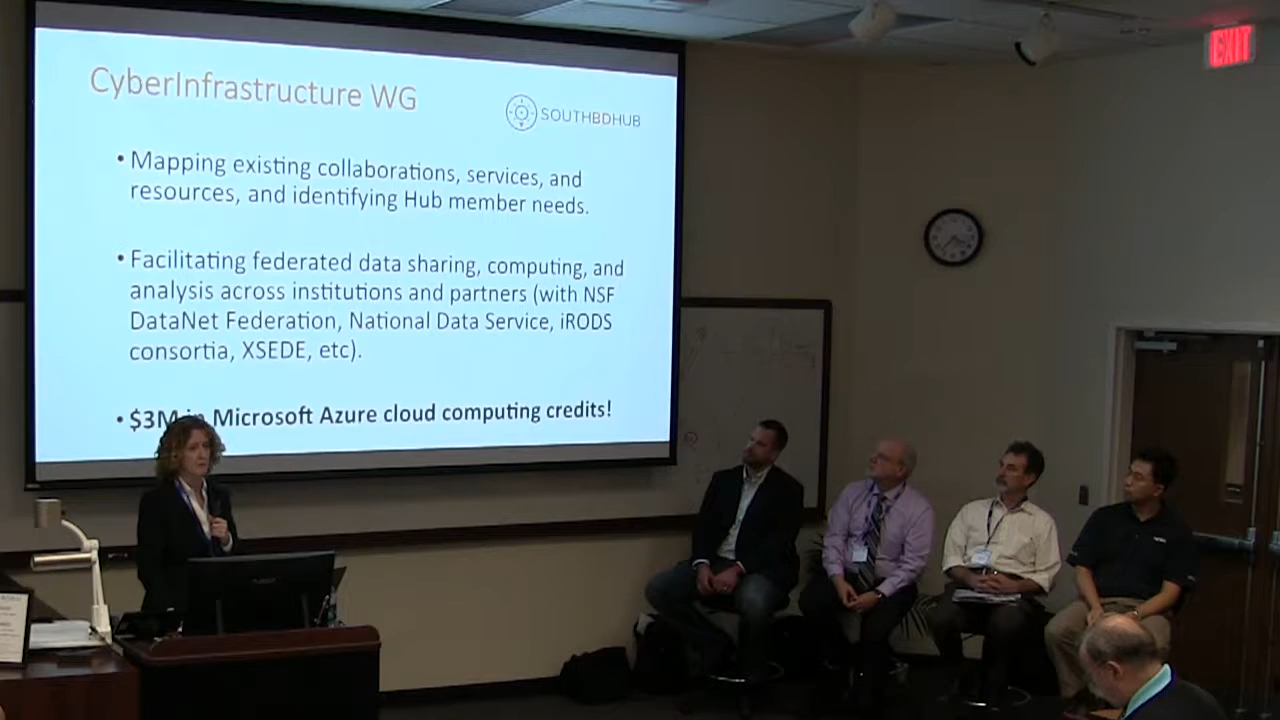 CyberInfrastructure WG
SOUTHBDHUB
• Mapping existing collaborations, services, and
resources, and identifying Hub member needs.
• Facilitating federated data sharing, computing, and
analysis across institutions and partners (with NSF
DataNet Federation, National Data Service, iRODS
consortia, XSEDE, etc).
• $3M in Microsoft Azure cloud computing credits!
EXIT